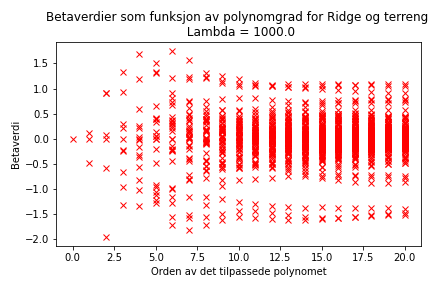 Betaverdier som funksjon av polynomgrad for Ridge og terreng
Lambda = 1000.0
Betaverdi
1.5
1.0
0.5
0.0
−0.5
−1.0
−1.5
−2.0
0.0 2.5 5.0 7.5 10.0 12.5 15.0 17.5 20.0
Orden av det tilpassede polynomet